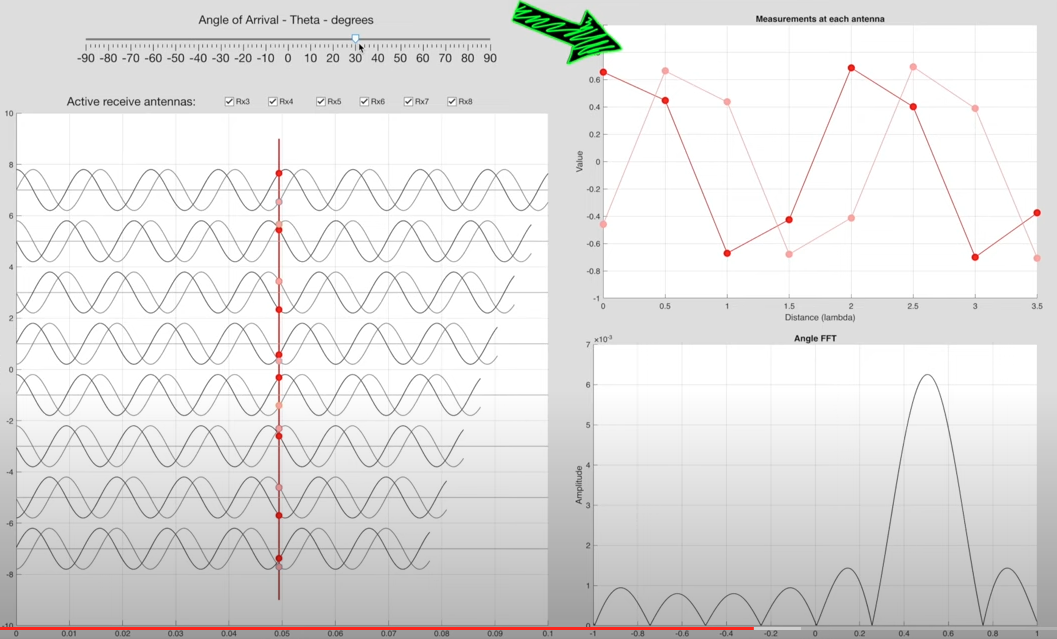 Angle of Arrival - Theta - degrees
-90 -80 -70 -60 -50 -40 -30 -20 -10 0 10 20 30 40 50 60 70 80 90
Active receive antennas: Rx3 Rx4 Rx5 Rx6 Rx7 Rx8
10
8
6
4
2
0
-2
-4
-6
-8
-10
0 0.01 0.02 0.03 0.04 0.05 0.06 0.07 0.08 0.09 0.1
Measurements at each antenna
0.6
0.4
0.2
0
-0.2
-0.4
-0.6
-0.8
-1
Value
0 0.5 1 1.5 2 2.5 3 3.5
Distance (lambda)
Angle FFT
×10-3
7
6
5
4
3
2
1
0
Amplitude
-1 -0.8 -0.6 -0.4 -0.2 0 0.2 0.4 0.6 0.8 1